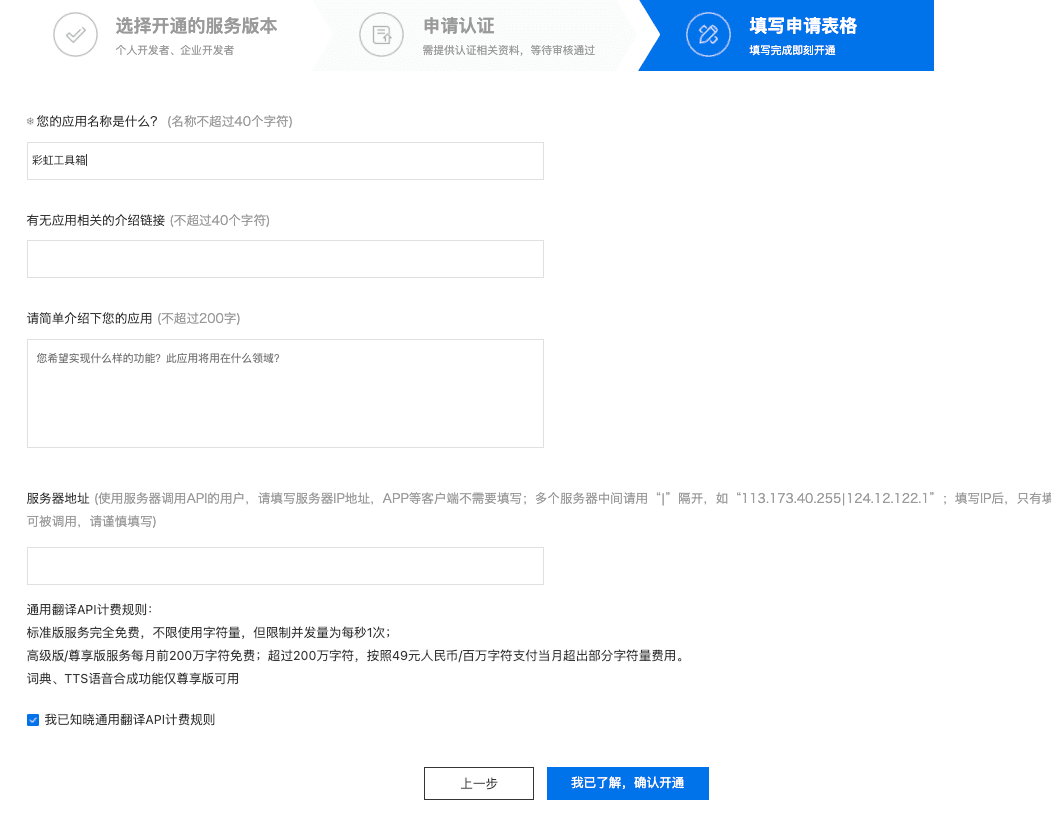 选择开通的服务版本
个人开发者、企业开发者
申请认证
需提供认证相关资料，等待审核通过
填写申请表格
填写完成即刻开通
*您的应用名称是什么？ (名称不超过40个字符)
彩虹工具箱
有无应用相关的介绍链接 (不超过40个字符)
请简单介绍下您的应用 (不超过200字)
您希望实现什么样的功能？此应用将用在什么领域？
服务器地址 (使用服务器调用API的用户，请填写服务器IP地址，APP等客户端不需要填写；多个服务器中间请用“|”隔开，如“113.173.40.255|124.12.122.1”；填写IP后，只有填
可被调用，请谨慎填写)
通用翻译API计费规则：
标准版服务完全免费，不限使用字符量，但限制并发量为每秒1次；
高级版/尊享版服务每月前200万字符免费；超过200万字符，按照49元人民币/百万字符支付当月超出部分字符量费用。
词典、TTS语音合成功能仅尊享版可用
我已知晓通用翻译API计费规则
上一步
我已了解，确认开通